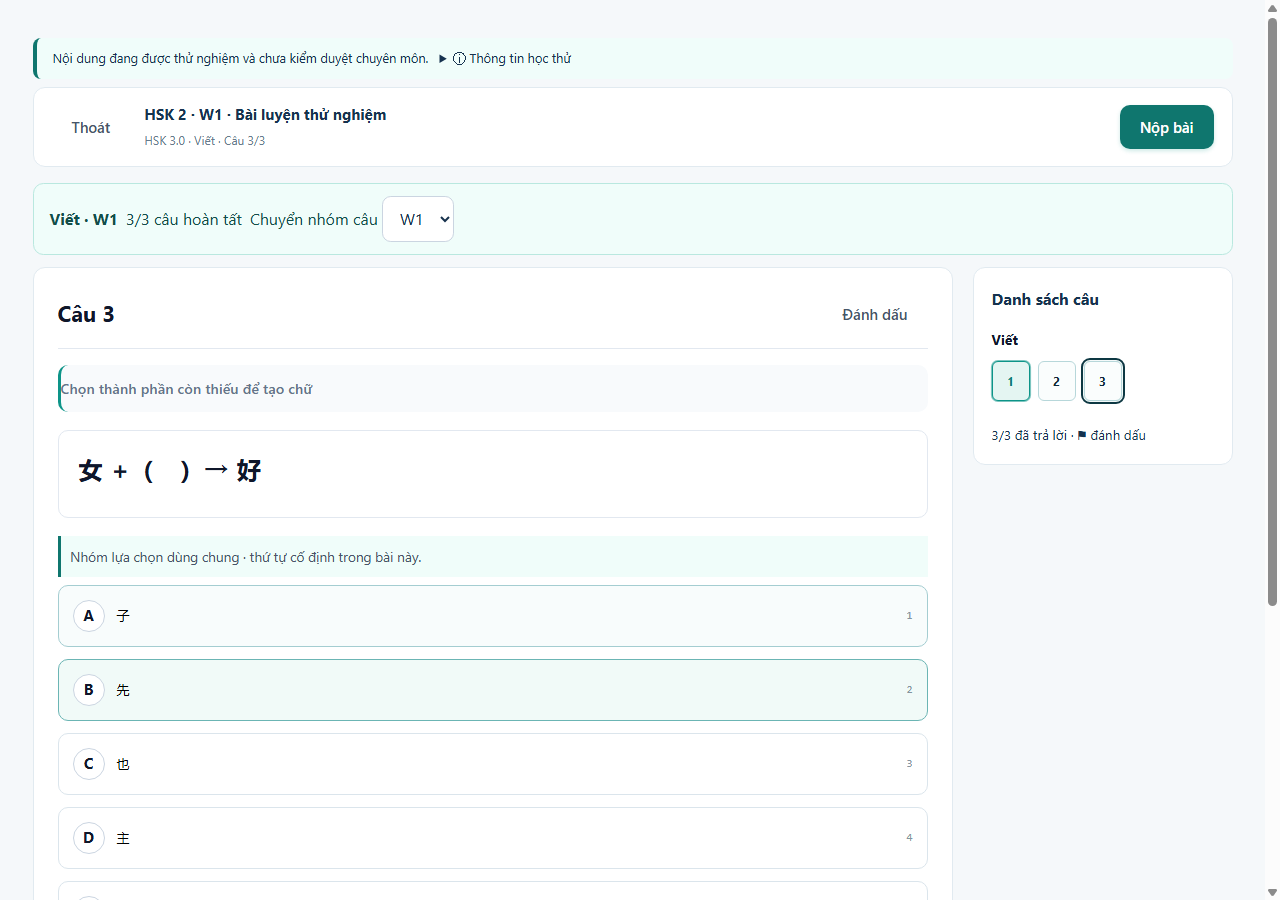 Nội dung đang được thử nghiệm và chưa kiểm duyệt chuyên môn. ▶ ⓘ Thông tin học thử
Thoát
HSK 2 · W1 · Bài luyện thử nghiệm
HSK 3.0 · Viết · Câu 3/3
Nộp bài
Viết · W1 3/3 câu hoàn tất Chuyển nhóm câu W1
Câu 3
Đánh dấu
Chọn thành phần còn thiếu để tạo chữ
女 + ( ) → 好
Nhóm lựa chọn dùng chung · thứ tự cố định trong bài này.
A 子 1
B 先 2
C 也 3
D 主 4
Danh sách câu
Viết
1 2 3
3/3 đã trả lời · ⚑ đánh dấu